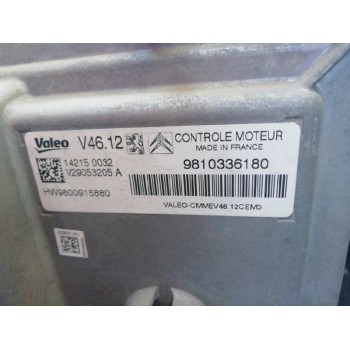 Valeo V46.12
CONTROLE MOTEUR
MADE IN FRANCE
14215 0032
V29053205 A
9810336180
HW9800915880
VALEO-CMMEV46.12CEMD